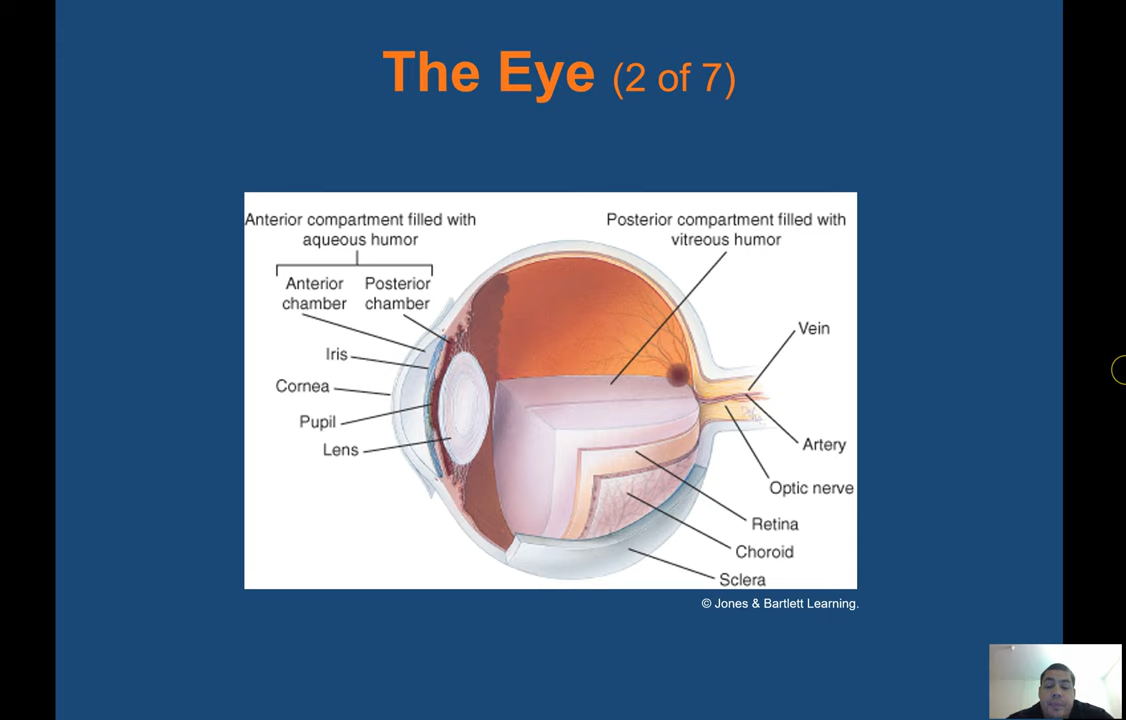 The Eye (2 of 7)
Anterior compartment filled with
aqueous humor
Posterior compartment filled with
vitreous humor
Anterior
chamber
Posterior
chamber
Iris
Cornea
Pupil
Lens
Vein
Artery
Optic nerve
Retina
Choroid
Sclera
© Jones & Bartlett Learning.